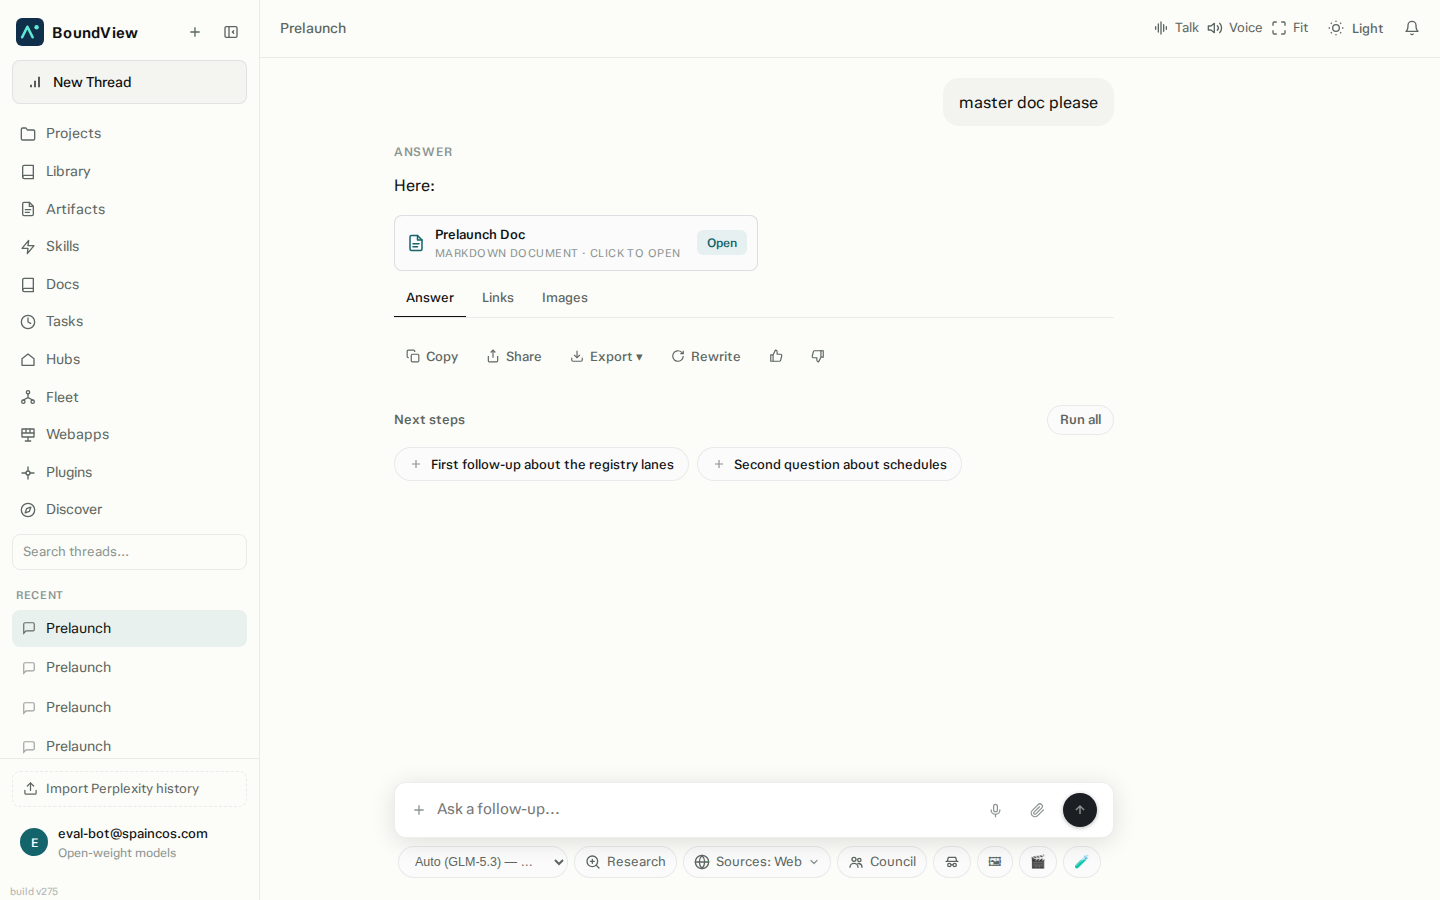 BoundView
New Thread
Projects
Library
Artifacts
Skills
Docs
Tasks
Hubs
Fleet
Webapps
Plugins
Discover
Search threads...
RECENT
Prelaunch
Prelaunch
Prelaunch
Prelaunch
Import Perplexity history
E
eval-bot@spaincos.com
Open-weight models
build v275
Prelaunch
Talk
Voice
Fit
Light
master doc please
ANSWER
Here:
Prelaunch Doc
MARKDOWN DOCUMENT · CLICK TO OPEN
Open
Answer
Links
Images
Copy
Share
Export ▾
Rewrite
Next steps
Run all
First follow-up about the registry lanes
Second question about schedules
Ask a follow-up...
Auto (GLM-5.3) — ...
Research
Sources: Web
Council